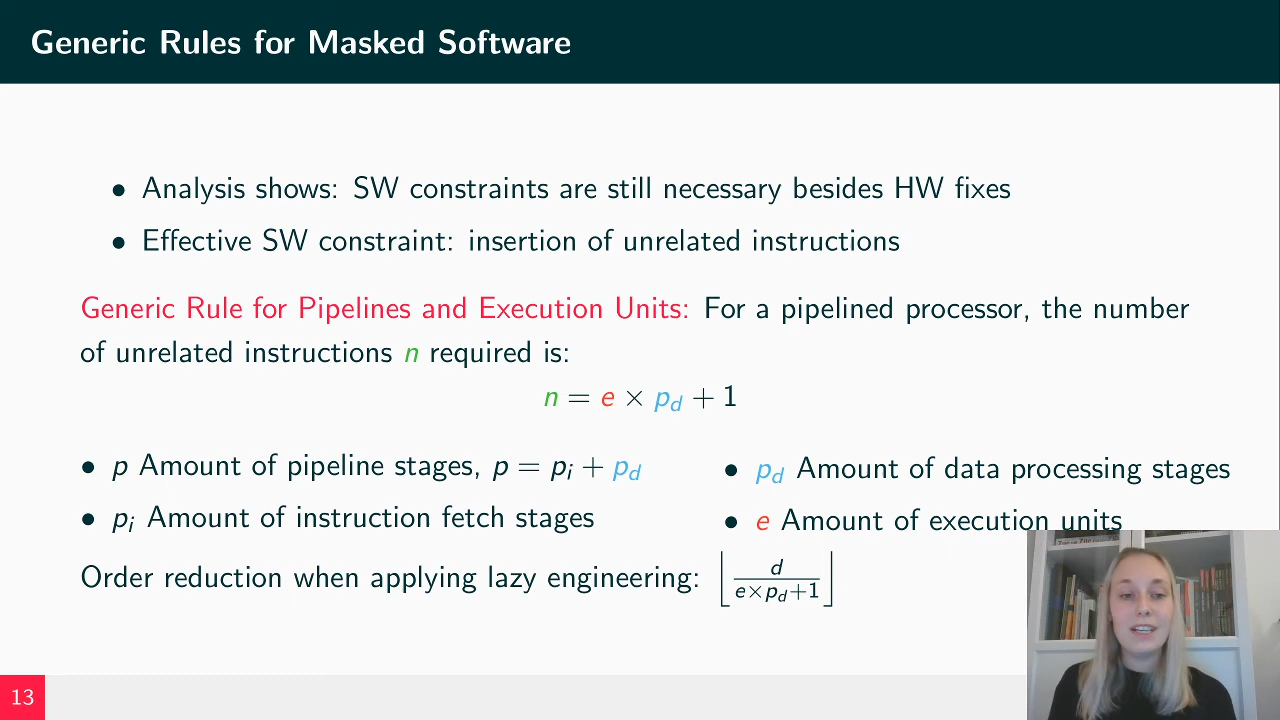 Generic Rules for Masked Software
• Analysis shows: SW constraints are still necessary besides HW fixes
• Effective SW constraint: insertion of unrelated instructions
Generic Rule for Pipelines and Execution Units: For a pipelined processor, the number
of unrelated instructions n required is:
n = e × p_d + 1
• p Amount of pipeline stages, p = p_i + p_d
• p_i Amount of instruction fetch stages
• p_d Amount of data processing stages
• e Amount of execution units
Order reduction when applying lazy engineering: ⌊d / (e×p_d+1)⌋
13